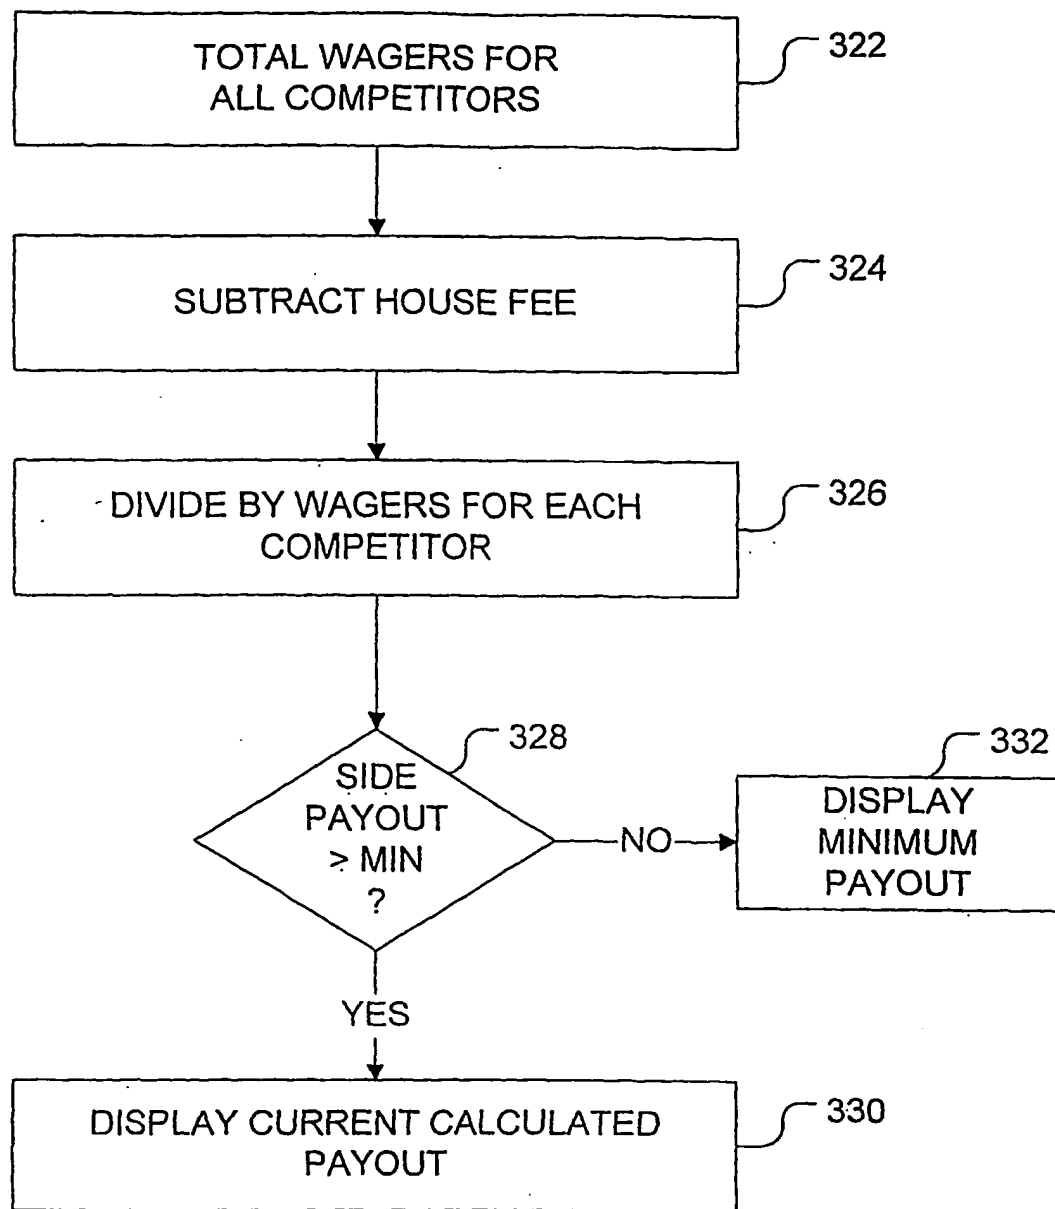 TOTAL WAGERS FOR
ALL COMPETITORS
322
SUBTRACT HOUSE FEE
324
DIVIDE BY WAGERS FOR EACH
COMPETITOR
326
328
SIDE
PAYOUT
> MIN
?
NO
332
DISPLAY
MINIMUM
PAYOUT
YES
DISPLAY CURRENT CALCULATED
PAYOUT
330